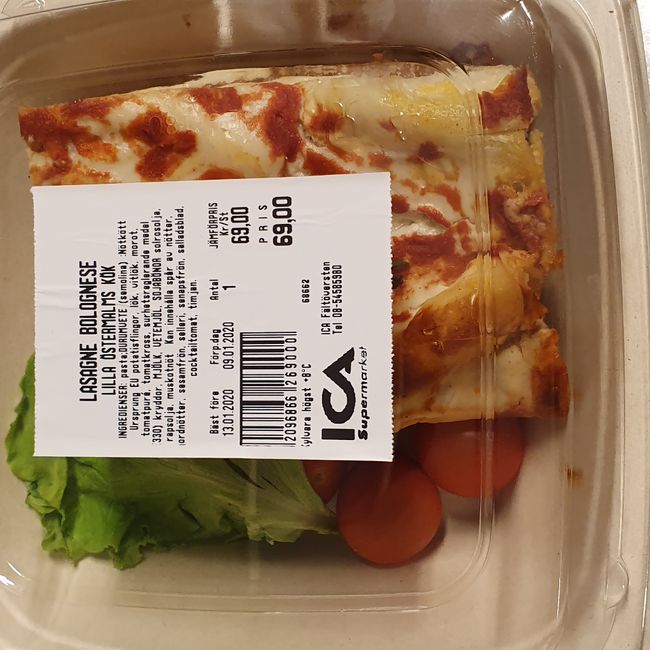 LASAGNE BOLOGNESE
LILLA ÖSTERMALMS KÖK
INGREDIENSER: pasta;DURUMVETE (semolina) :Nötkött
Ursprung EU potatisflingor, lök, vitlök, morot,
tomatpuré, tomatkross, surhetsreglerande medel
330) kryddor. MJÖLK, VETEMJÖL, SOJABÖNOR solrosolja,
rapsolja, muskotnöt. Kan innehålla spår av nötter,
jordnötter, sesamfrön, selleri, senapsfrön, salladsblad,
cocktailtomat, timjan.
Bäst före Förp.dag Antal JÄMFÖRPRIS
Kr/St
13.01.2020 09.01.2020 1 69,00
PRIS
69,00
2096866 269000
68662
Kylvara högst +8°C
ICA Supermarket
ICA Fältöversten
Tel 08-54585980